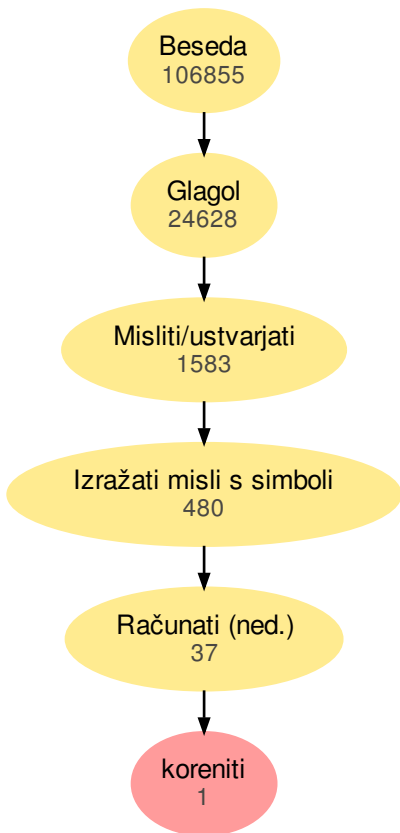 Beseda
106855
Glagol
24628
Misliti/ustvarjati
1583
Izražati misli s simboli
480
Računati (ned.)
37
koreniti
1